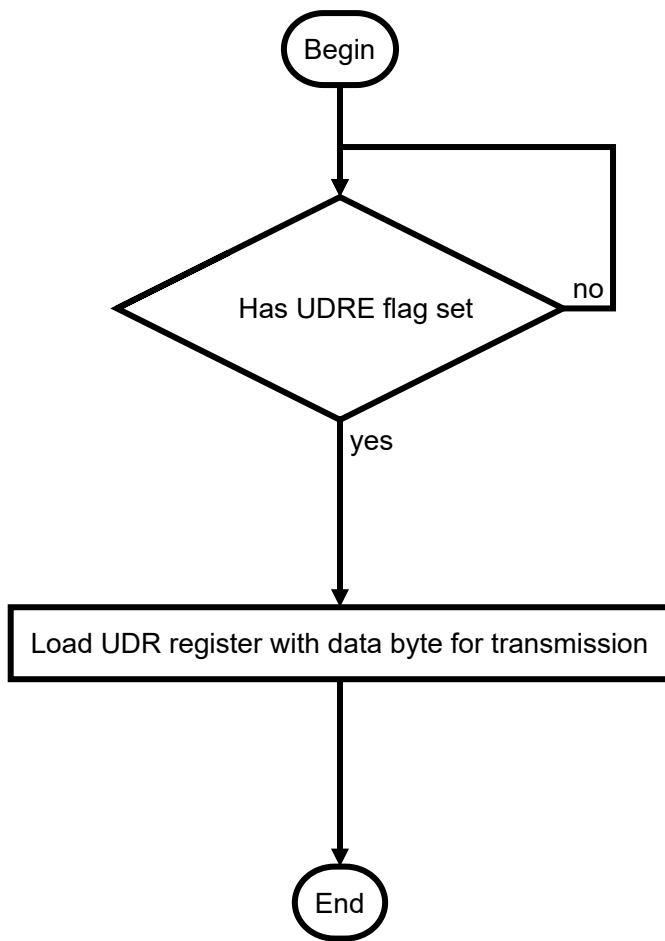 Begin
Has UDRE flag set
no
yes
Load UDR register with data byte for transmission
End